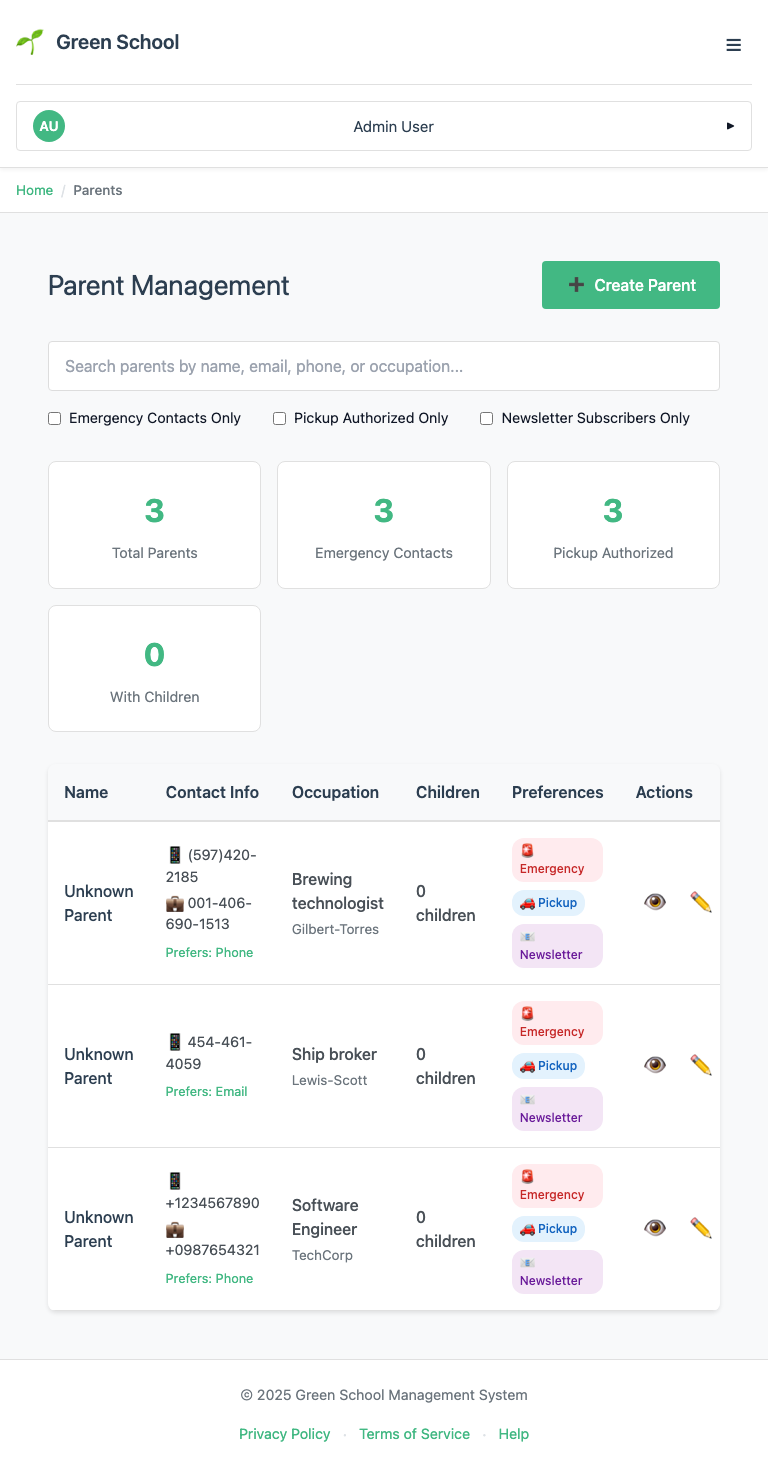 Green School
AU
Admin User
Home / Parents
Parent Management
Create Parent
Search parents by name, email, phone, or occupation...
Emergency Contacts Only
Pickup Authorized Only
Newsletter Subscribers Only
3
Total Parents
3
Emergency Contacts
3
Pickup Authorized
0
With Children
Name Contact Info Occupation Children Preferences Actions
Unknown
Parent
(597)420-
2185
001-406-
690-1513
Prefers: Phone
Brewing
technologist
Gilbert-Torres
0
children
Emergency
Pickup
Newsletter
Unknown
Parent
454-461-
4059
Prefers: Email
Ship broker
Lewis-Scott
0
children
Emergency
Pickup
Newsletter
Unknown
Parent
+1234567890
+0987654321
Prefers: Phone
Software
Engineer
TechCorp
0
children
Emergency
Pickup
Newsletter
© 2025 Green School Management System
Privacy Policy · Terms of Service · Help